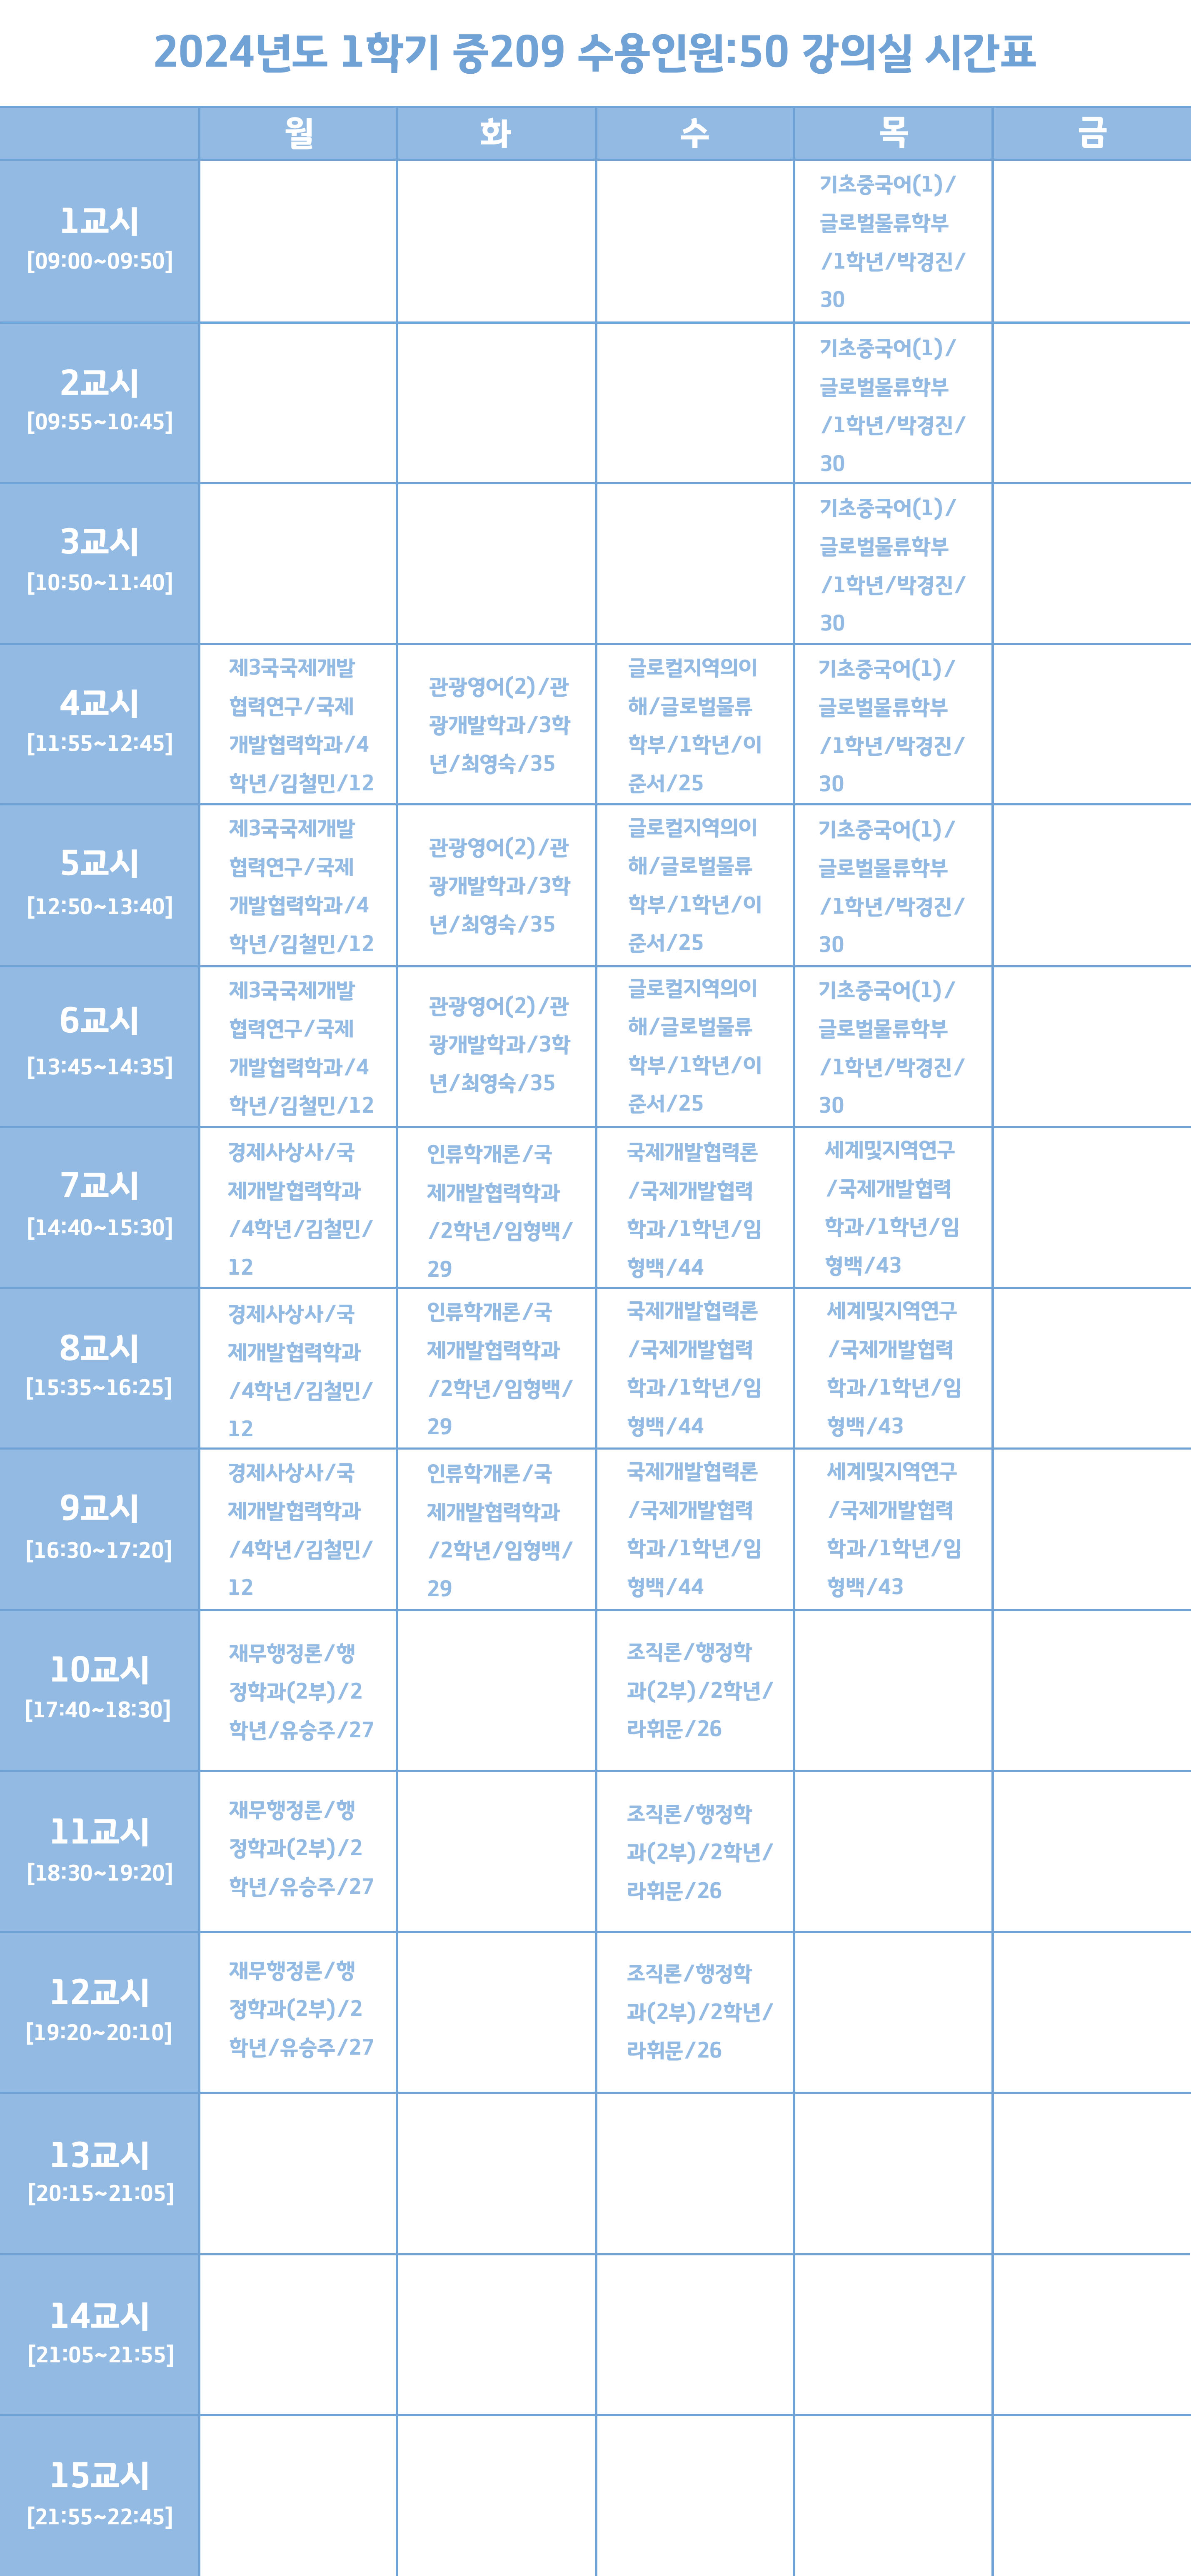 2024년도 1학기 중209 수용인원:50 강의실 시간표
월 화 수 목 금
1교시
[09:00~09:50]
기초중국어(1)/
글로벌물류학부
/1학년/박경진/
30
2교시
[09:55~10:45]
기초중국어(1)/
글로벌물류학부
/1학년/박경진/
30
3교시
[10:50~11:40]
기초중국어(1)/
글로벌물류학부
/1학년/박경진/
30
4교시
[11:55~12:45]
제3국국제개발
협력연구/국제
개발협력학과/4
학년/김철민/12
관광영어(2)/관
광개발학과/3학
년/최영숙/35
글로컬지역의이
해/글로벌물류
학부/1학년/이
준서/25
기초중국어(1)/
글로벌물류학부
/1학년/박경진/
30
5교시
[12:50~13:40]
제3국국제개발
협력연구/국제
개발협력학과/4
학년/김철민/12
관광영어(2)/관
광개발학과/3학
년/최영숙/35
글로컬지역의이
해/글로벌물류
학부/1학년/이
준서/25
기초중국어(1)/
글로벌물류학부
/1학년/박경진/
30
6교시
[13:45~14:35]
제3국국제개발
협력연구/국제
개발협력학과/4
학년/김철민/12
관광영어(2)/관
광개발학과/3학
년/최영숙/35
글로컬지역의이
해/글로벌물류
학부/1학년/이
준서/25
기초중국어(1)/
글로벌물류학부
/1학년/박경진/
30
7교시
[14:40~15:30]
경제사상사/국
제개발협력학과
/4학년/김철민/
12
인류학개론/국
제개발협력학과
/2학년/임형백/
29
국제개발협력론
/국제개발협력
학과/1학년/임
형백/44
세계및지역연구
/국제개발협력
학과/1학년/임
형백/43
8교시
[15:35~16:25]
경제사상사/국
제개발협력학과
/4학년/김철민/
12
인류학개론/국
제개발협력학과
/2학년/임형백/
29
국제개발협력론
/국제개발협력
학과/1학년/임
형백/44
세계및지역연구
/국제개발협력
학과/1학년/임
형백/43
9교시
[16:30~17:20]
경제사상사/국
제개발협력학과
/4학년/김철민/
12
인류학개론/국
제개발협력학과
/2학년/임형백/
29
국제개발협력론
/국제개발협력
학과/1학년/임
형백/44
세계및지역연구
/국제개발협력
학과/1학년/임
형백/43
10교시
[17:40~18:30]
재무행정론/행
정학과(2부)/2
학년/유승주/27
조직론/행정학
과(2부)/2학년/
라휘문/26
11교시
[18:30~19:20]
재무행정론/행
정학과(2부)/2
학년/유승주/27
조직론/행정학
과(2부)/2학년/
라휘문/26
12교시
[19:20~20:10]
재무행정론/행
정학과(2부)/2
학년/유승주/27
조직론/행정학
과(2부)/2학년/
라휘문/26
13교시
[20:15~21:05]
14교시
[21:05~21:55]
15교시
[21:55~22:45]